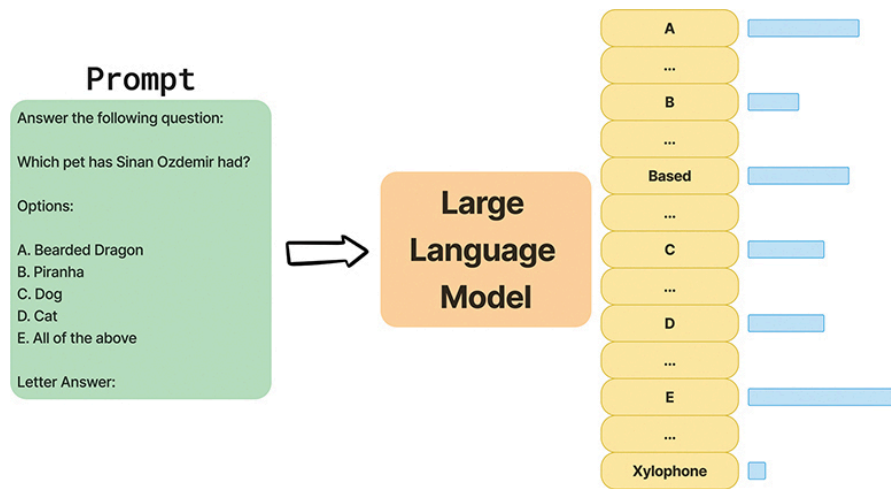 Prompt
Answer the following question:
Which pet has Sinan Ozdemir had?
Options:
A. Bearded Dragon
B. Piranha
C. Dog
D. Cat
E. All of the above
Letter Answer:
Large
Language
Model
A
...
B
...
Based
...
C
...
D
...
E
...
Xylophone